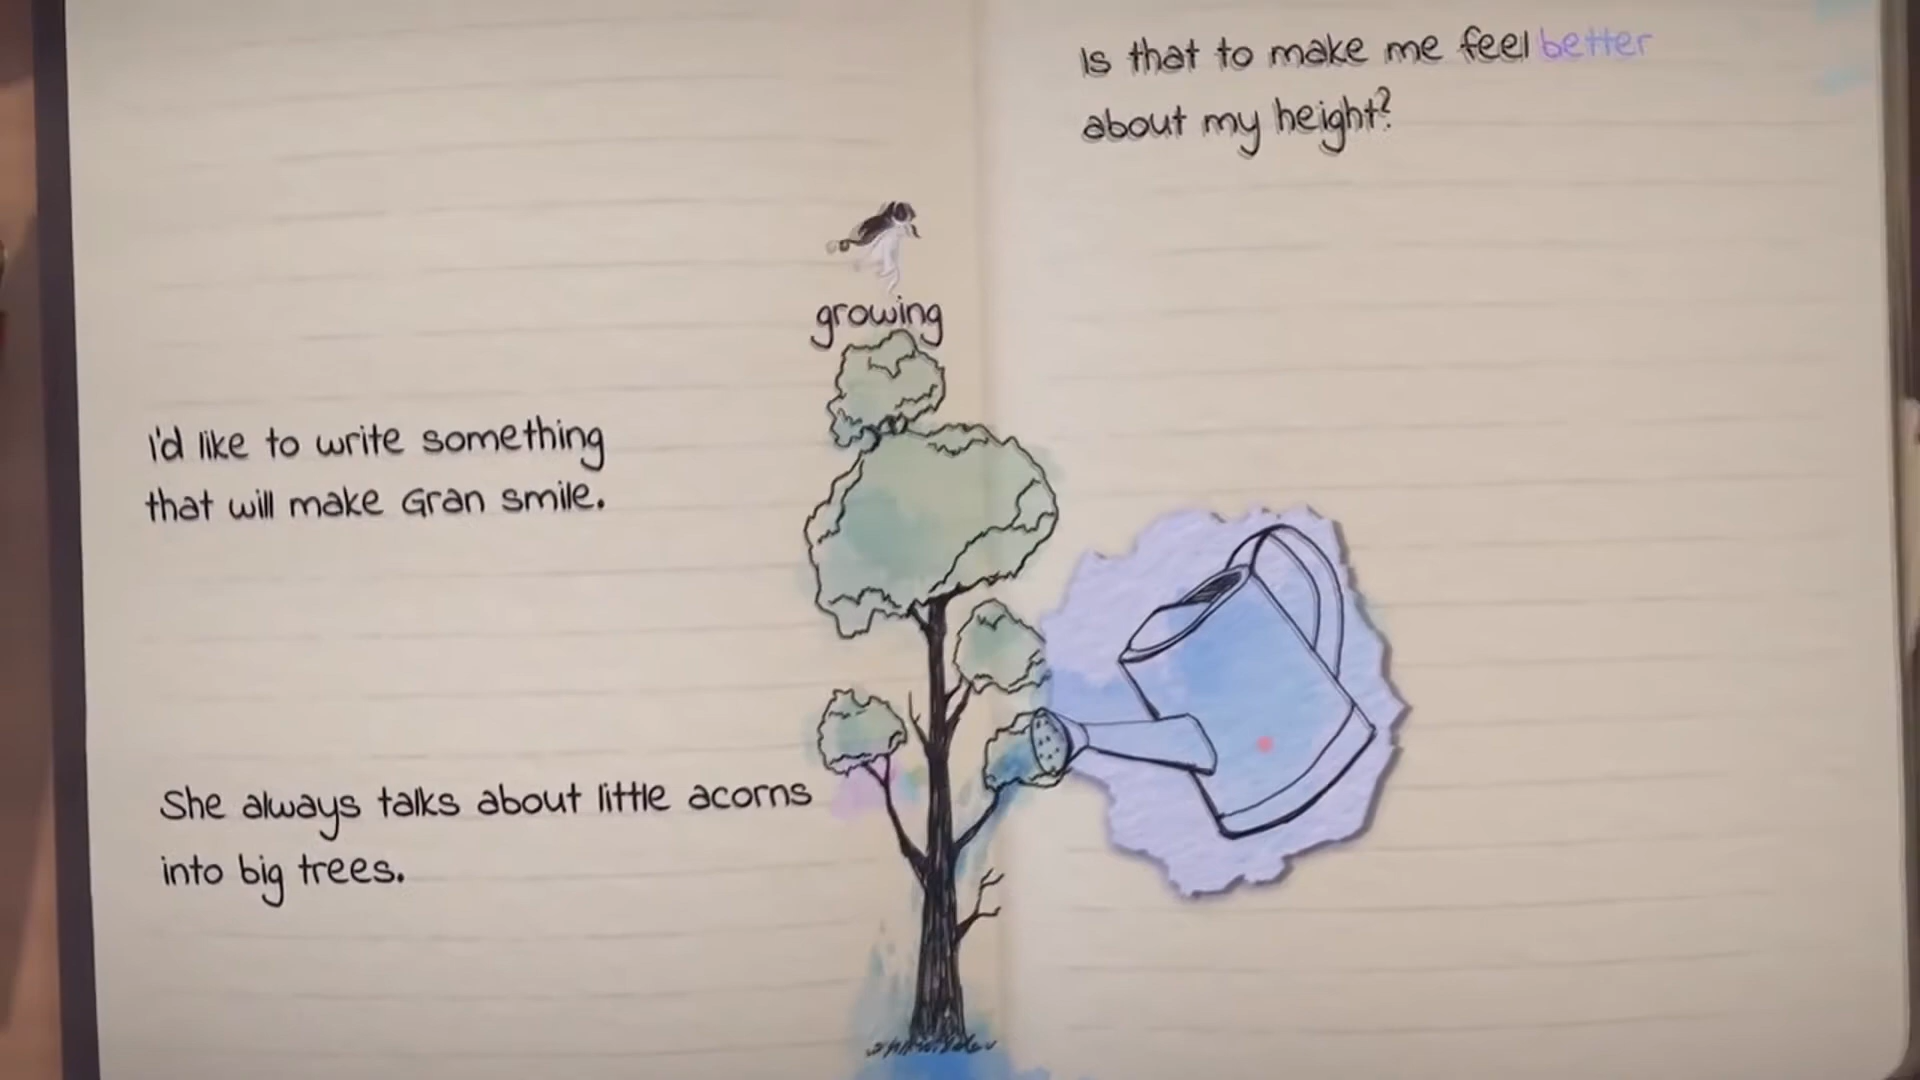 I'd like to write something
that will make Gran smile.
She always talks about little acorns
growing
into big trees.
Is that to make me feel better
about my height?